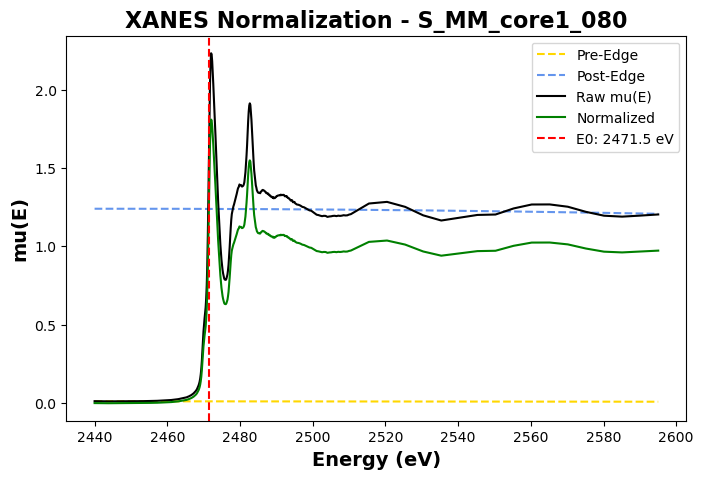 XANES Normalization - S_MM_core1_080
Pre-Edge
Post-Edge
Raw mu(E)
Normalized
E0: 2471.5 eV
mu(E)
2.0
1.5
1.0
0.5
0.0
2440 2460 2480 2500 2520 2540 2560 2580 2600
Energy (eV)